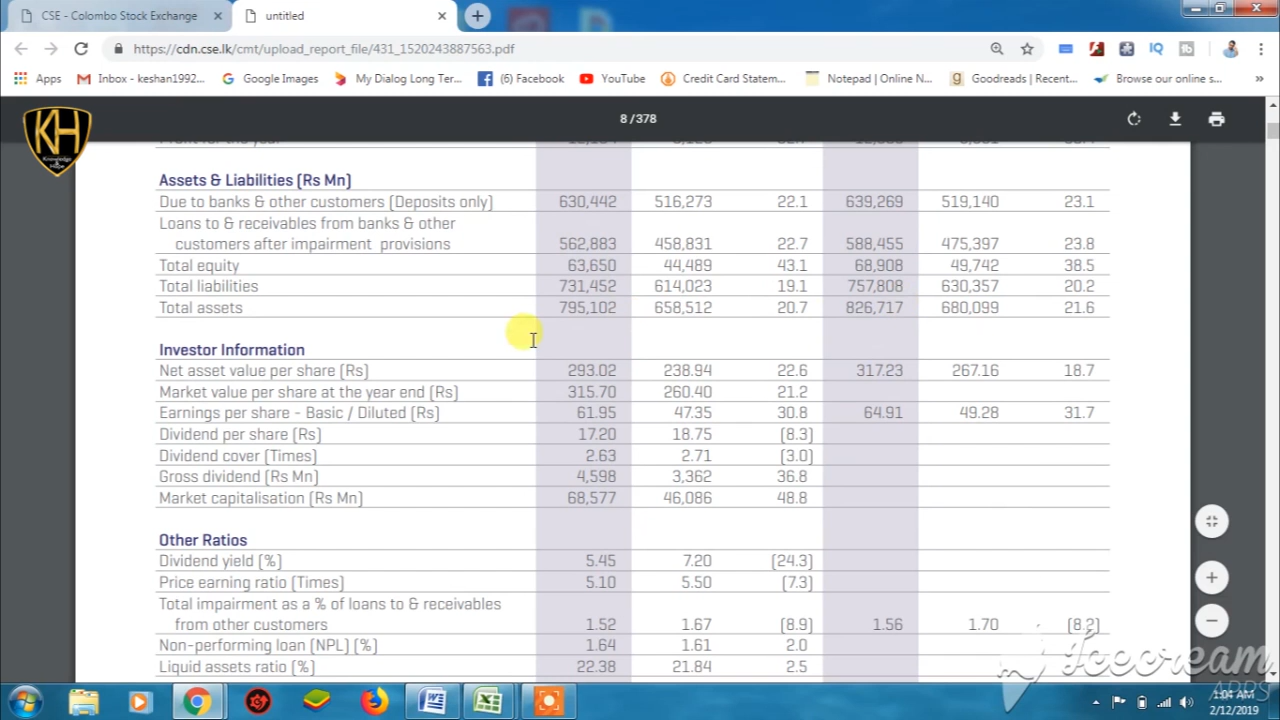 CSE - Colombo Stock Exchange
untitled
https://cdn.cse.lk/cmt/upload_report_file/431_1520243887563.pdf
Apps Inbox - keshan1992... Google Images My Dialog Long Ter... (6) Facebook YouTube Credit Card Statem... Notepad | Online N... Goodreads | Recent... Browse our online s...
KH
Knowledge
Hope
8 / 378
Assets & Liabilities (Rs Mn)
Due to banks & other customers (Deposits only) 630,442 516,273 22.1 639,269 519,140 23.1
Loans to & receivables from banks & other
customers after impairment provisions 562,883 458,831 22.7 588,455 475,397 23.8
Total equity 63,650 44,489 43.1 68,908 49,742 38.5
Total liabilities 731,452 614,023 19.1 757,808 630,357 20.2
Total assets 795,102 658,512 20.7 826,717 680,099 21.6
Investor Information
Net asset value per share (Rs) 293.02 238.94 22.6 317.23 267.16 18.7
Market value per share at the year end (Rs) 315.70 260.40 21.2
Earnings per share - Basic / Diluted (Rs) 61.95 47.35 30.8 64.91 49.28 31.7
Dividend per share (Rs) 17.20 18.75 (8.3)
Dividend cover (Times) 2.63 2.71 (3.0)
Gross dividend (Rs Mn) 4,598 3,362 36.8
Market capitalisation (Rs Mn) 68,577 46,086 48.8
Other Ratios
Dividend yield (%) 5.45 7.20 (24.3)
Price earning ratio (Times) 5.10 5.50 (7.3)
Total impairment as a % of loans to & receivables
from other customers 1.52 1.67 (8.9) 1.56 1.70 (8.2)
Non-performing loan (NPL) (%) 1.64 1.61 2.0
Liquid assets ratio (%) 22.38 21.84 2.5
Icecream
APPS
1:04 AM
2/12/2019